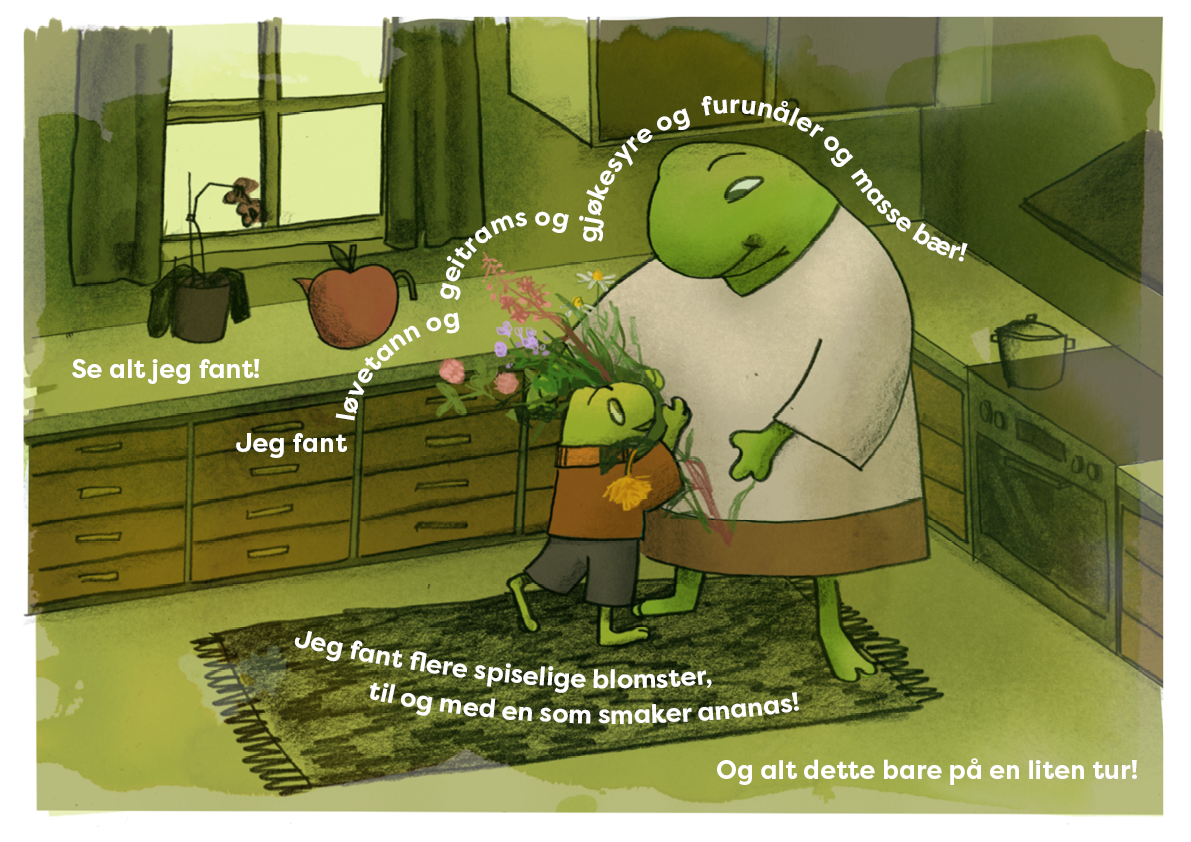 Se alt jeg fant!
Jeg fant
løvetann og geitrams og gjøkesyre og furunåler og masse bær!
Jeg fant flere spiselige blomster,
til og med en som smaker ananas!
Og alt dette bare på en liten tur!